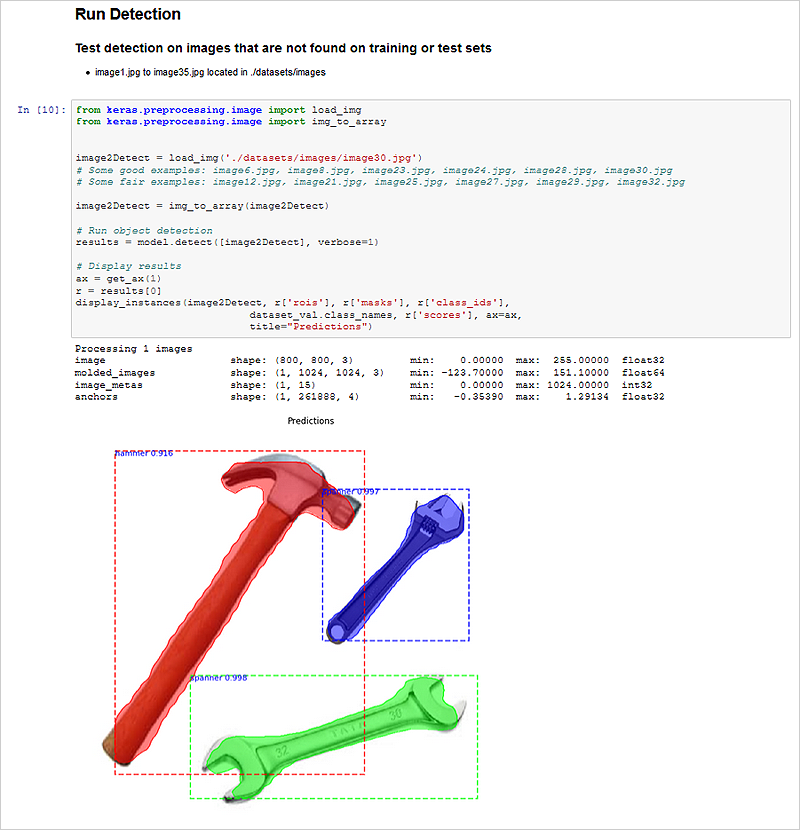 Run Detection
Test detection on images that are not found on training or test sets
• image1.jpg to image35.jpg located in ./datasets/images
In [10]:
from keras.preprocessing.image import load_img
from keras.preprocessing.image import img_to_array
image2Detect = load_img('./datasets/images/image30.jpg')
# Some good examples: image6.jpg, image8.jpg, image23.jpg, image24.jpg, image28.jpg, image30.jpg
# Some fair examples: image12.jpg, image21.jpg, image25.jpg, image27.jpg, image29.jpg, image32.jpg
image2Detect = img_to_array(image2Detect)
# Run object detection
results = model.detect([image2Detect], verbose=1)
# Display results
ax = get_ax(1)
r = results[0]
display_instances(image2Detect, r['rois'], r['masks'], r['class_ids'],
dataset_val.class_names, r['scores'], ax=ax,
title="Predictions")
Processing 1 images
image shape: (800, 800, 3) min: 0.00000 max: 255.00000 float32
molded_images shape: (1, 1024, 1024, 3) min: -123.70000 max: 151.10000 float64
image_metas shape: (1, 15) min: 0.00000 max: 1024.00000 int32
anchors shape: (1, 261888, 4) min: -0.35390 max: 1.29134 float32
Predictions
hammer 0.916
spanner 0.997
spanner 0.998
32 TATA 30